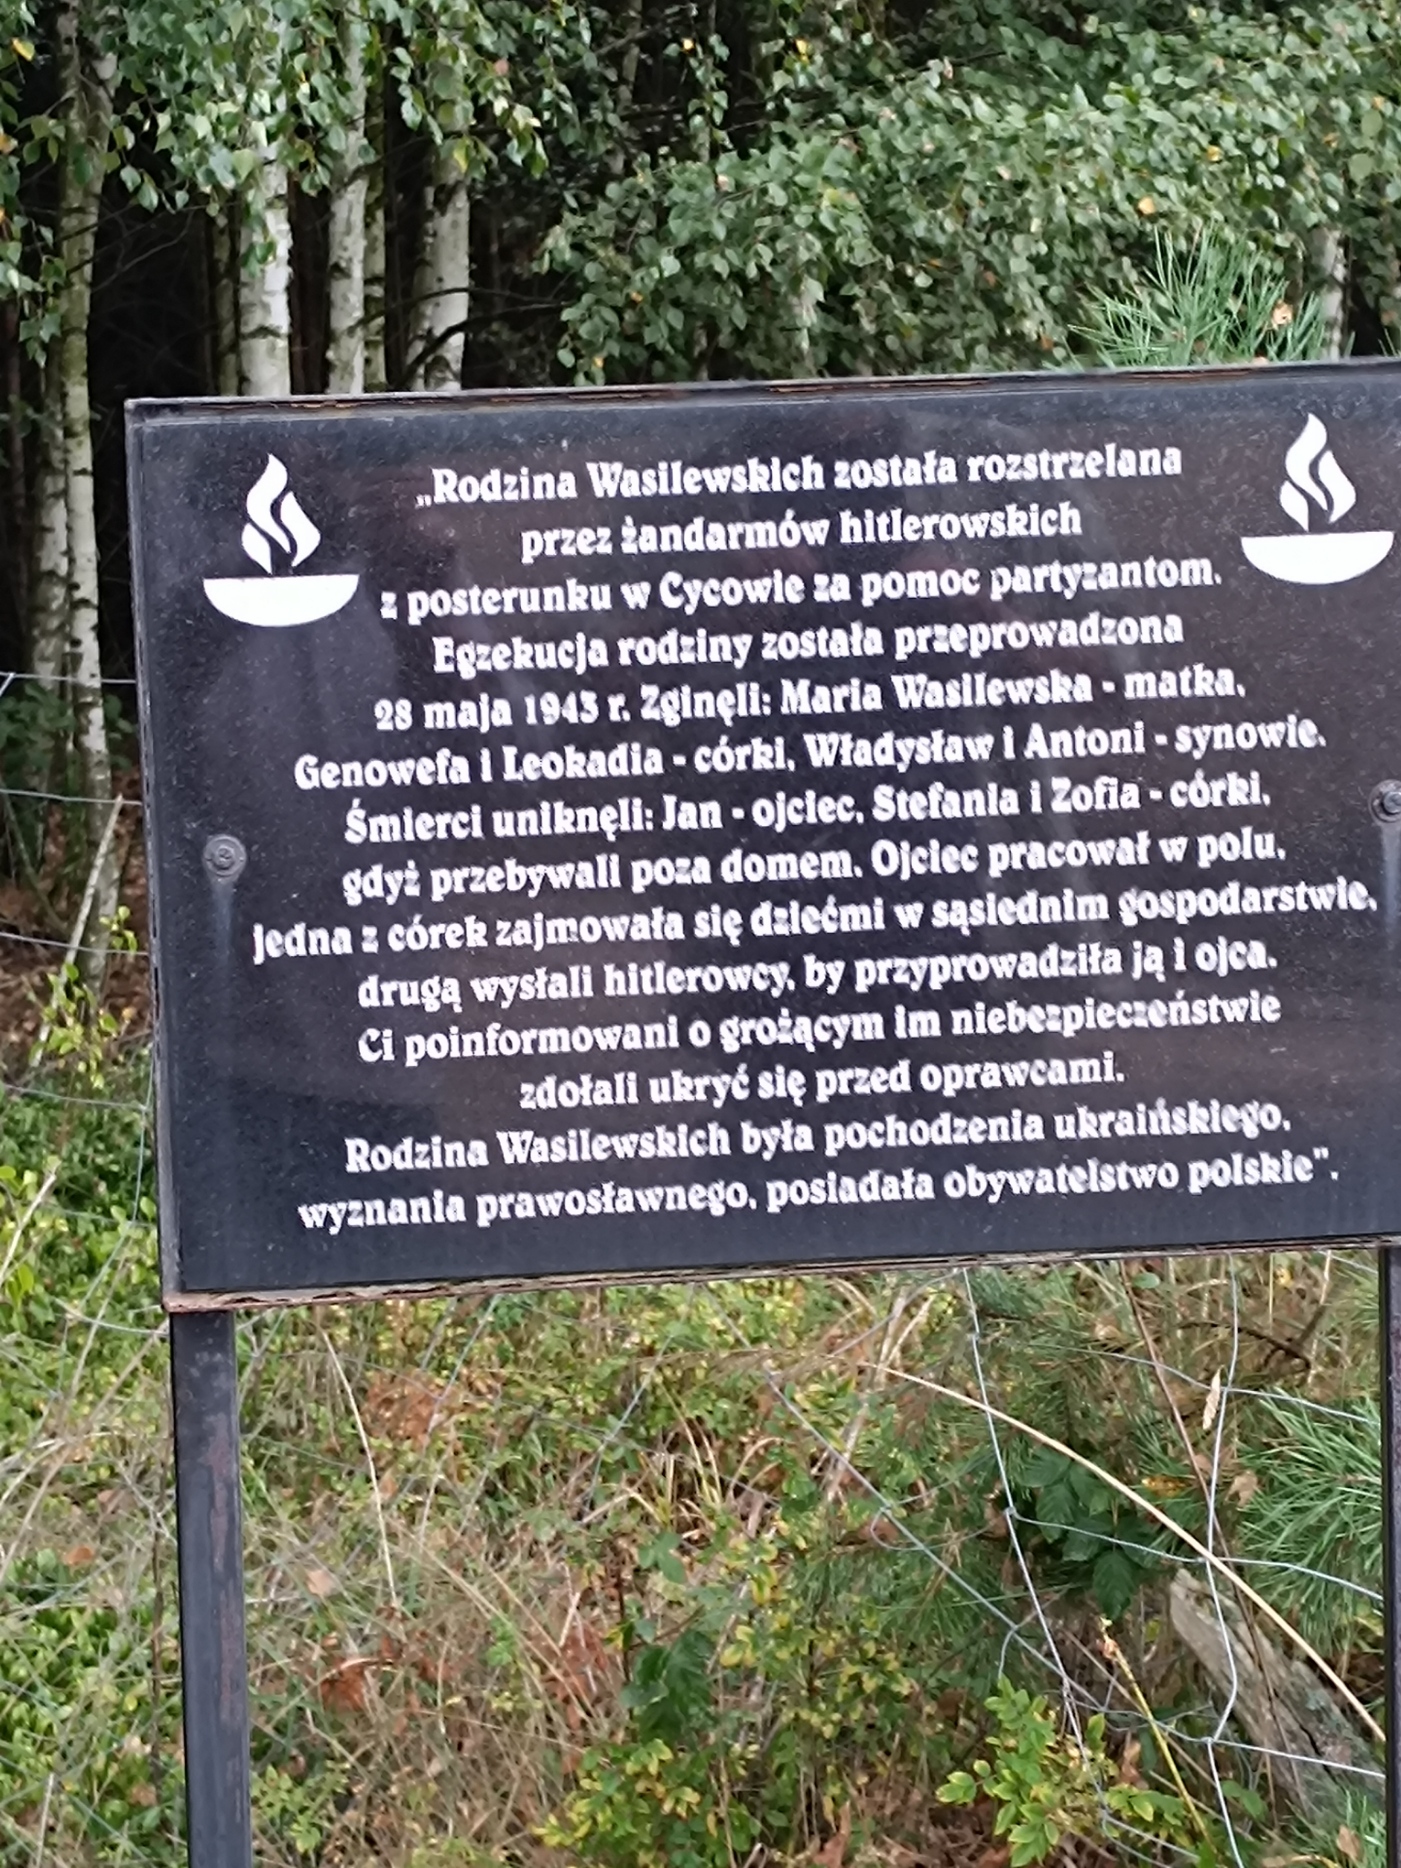 „Rodzina Wasilewskich została rozstrzelana
przez żandarmów hitlerowskich
z posterunku w Cycowie za pomoc partyzantom.
Egzekucja rodziny została przeprowadzona
28 maja 1943 r. Zginęli: Maria Wasilewska - matka,
Genowefa i Leokadia - córki, Władysław i Antoni - synowie.
Śmierci uniknęli: Jan - ojciec, Stefania i Zofia - córki,
gdyż przebywali poza domem. Ojciec pracował w polu,
jedna z córek zajmowała się dziećmi w sąsiednim gospodarstwie,
drugą wysłali hitlerowcy, by przyprowadziła ją i ojca.
Ci poinformowani o grożącym im niebezpieczeństwie
zdołali ukryć się przed oprawcami.
Rodzina Wasilewskich była pochodzenia ukraińskiego,
wyznania prawosławnego, posiadała obywatelstwo polskie".